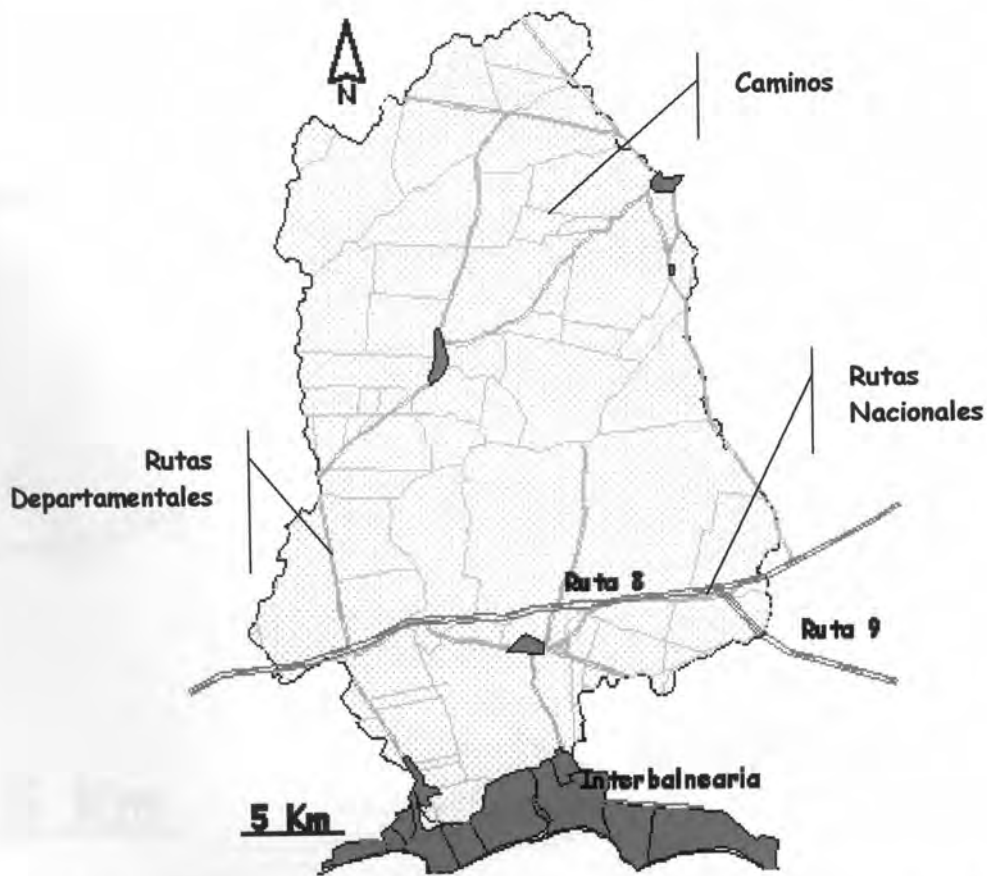 N
Caminos
Rutas
Nacionales
Rutas
Departamentales
Ruta 8
Ruta 9
Interbalnearia
5 Km